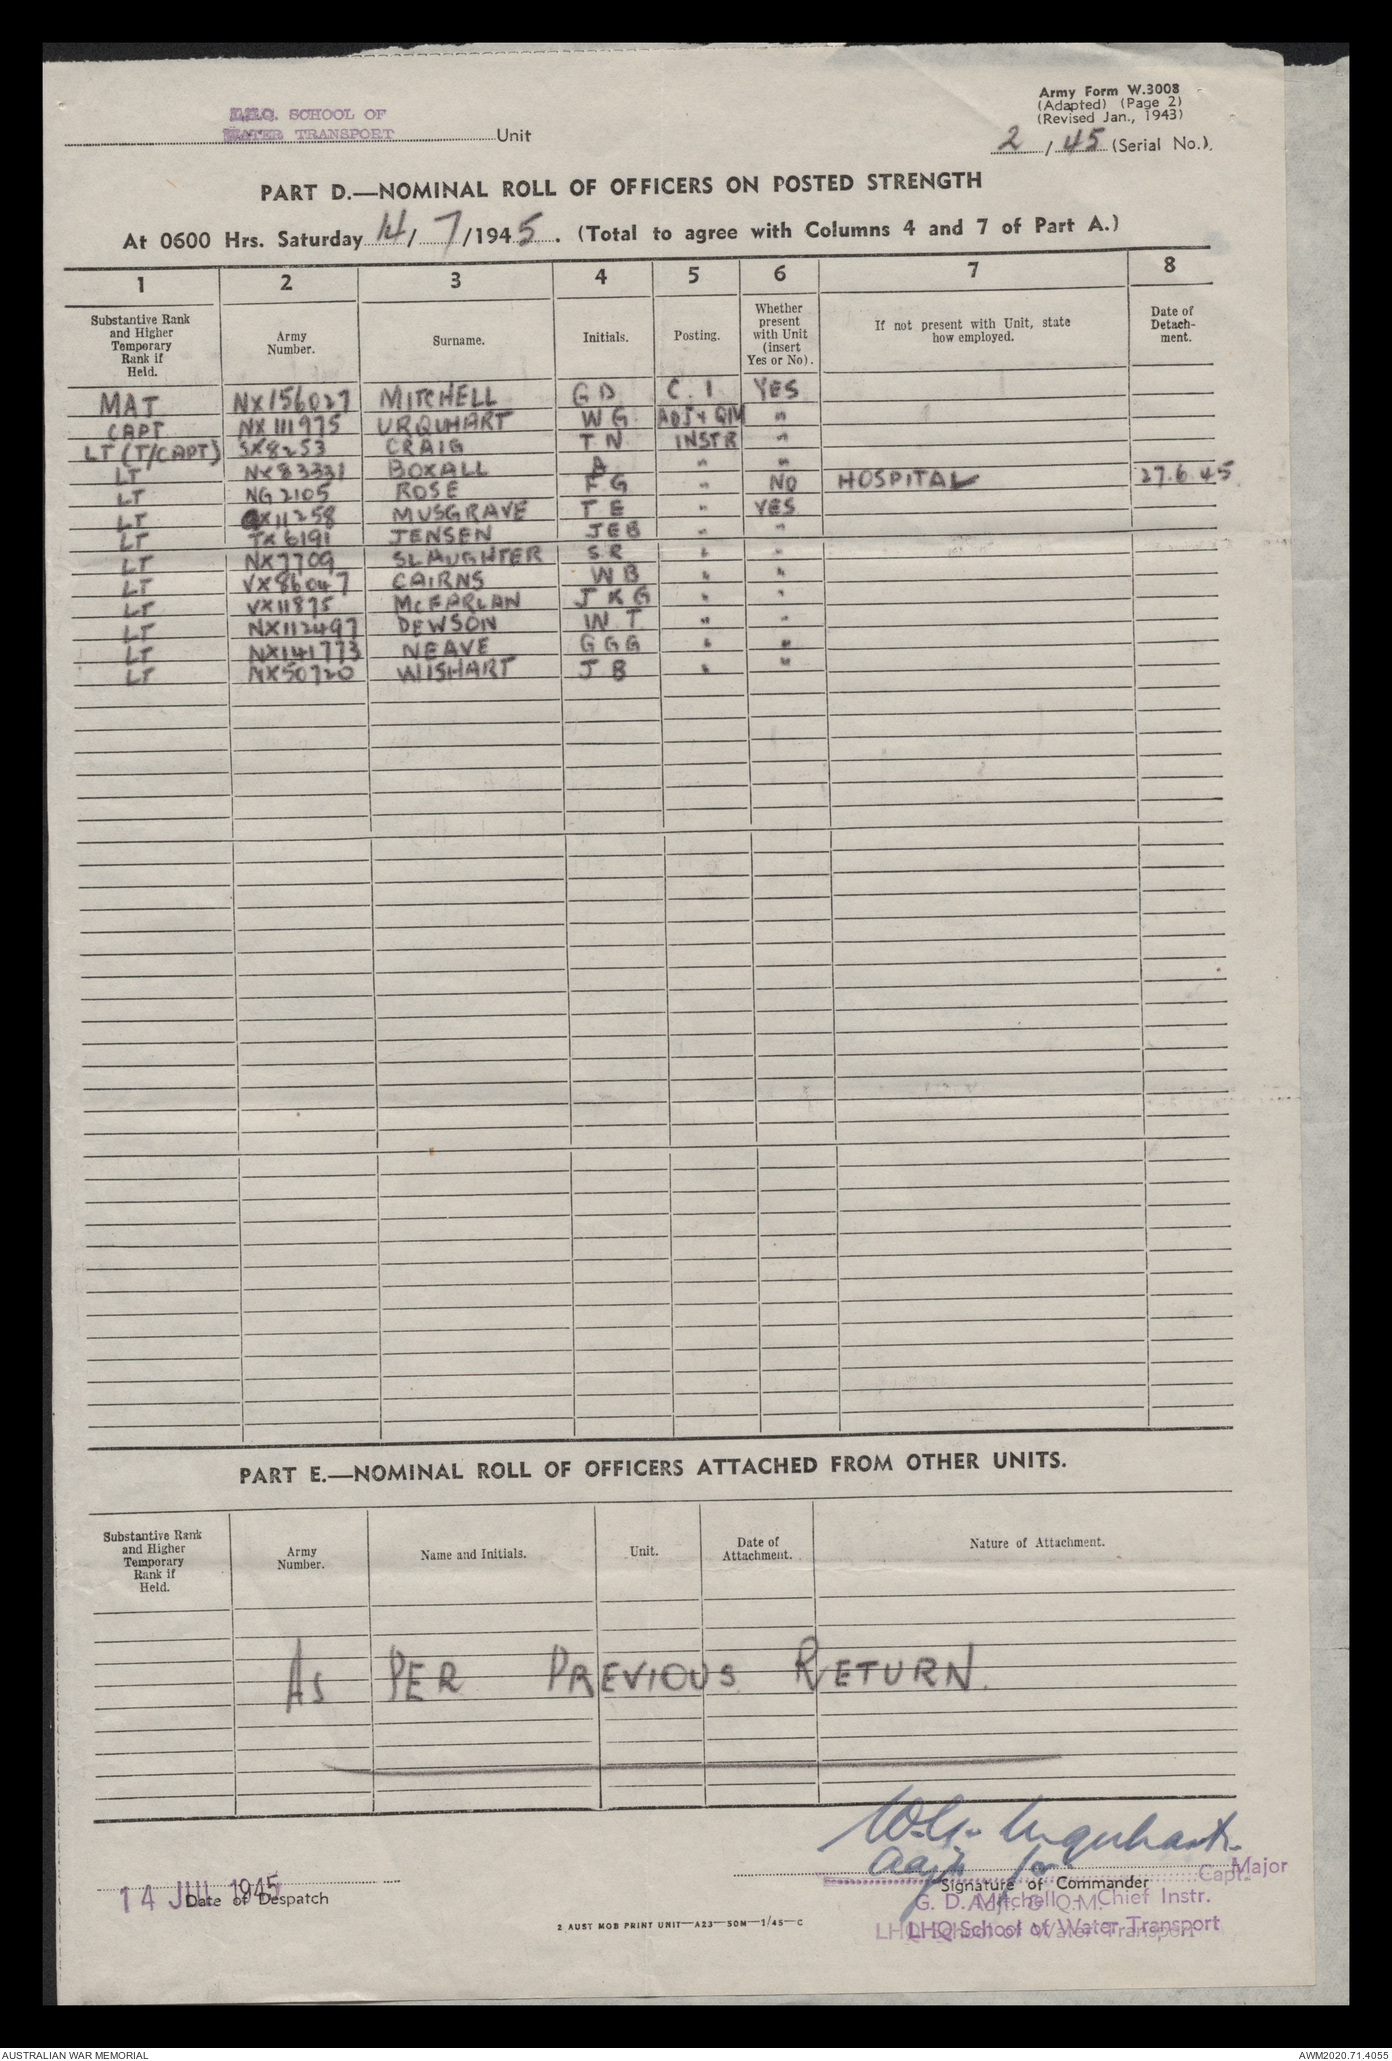 L.H.Q. SCHOOL OF
WATER TRANSPORT Unit
Army Form W.3008
(Adapted) (Page 2)
(Revised Jan., 1943)
2 / 45 (Serial No.).
PART D.—NOMINAL ROLL OF OFFICERS ON POSTED STRENGTH
At 0600 Hrs. Saturday 14 / 7 /1945. (Total to agree with Columns 4 and 7 of Part A.)
1 2 3 4 5 6 7 8
Substantive Rank and Higher Temporary Rank if Held. Army Number. Surname. Initials. Posting. Whether present with Unit (insert Yes or No). If not present with Unit, state how employed. Date of Detach-ment.
MAJ NX156027 MITCHELL G D C. I YES
CAPT NX111975 URQUHART W G ADJ & QM "
LT (T/CAPT) SX8253 CRAIG T N INSTR "
LT NX83331 BOXALL A " "
LT NG2105 ROSE F G " NO HOSPITAL 27.6.45
LT QX11258 MUSGRAVE T E " YES
LT TX6191 JENSEN J E B " "
LT NX7709 SLAUGHTER S R " "
LT VX86047 CAIRNS W B " "
LT VX11875 McFARLAN J K G " "
LT NX112497 DEWSON W T " "
LT NX141773 NEAVE G G G " "
LT NX50720 WISHART J B " "
PART E.—NOMINAL ROLL OF OFFICERS ATTACHED FROM OTHER UNITS.
Substantive Rank and Higher Temporary Rank if Held. Army Number. Name and Initials. Unit. Date of Attachment. Nature of Attachment.
AS PER PREVIOUS RETURN.
W.G. Urquhart.
Adjt for
Capt. Major
Signature of Commander
14 JUL 1945
Date of Despatch
G. D. Mitchell - Chief Instr.
Adjt. & Q.M.
LHQ School of Water Transport
LHQ School of Water Transport
2 AUST MOB PRINT UNIT—A23—50M—1/45—C
AUSTRALIAN WAR MEMORIAL
AWM2020.71.4055